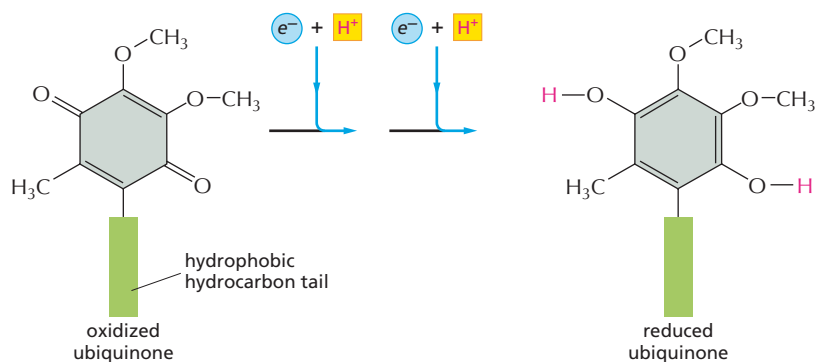 e⁻ + H⁺
e⁻ + H⁺
CH₃
O
O
O—CH₃
H₃C
O
hydrophobic
hydrocarbon tail
oxidized
ubiquinone
CH₃
O
H—O
O—CH₃
H₃C
O—H
reduced
ubiquinone